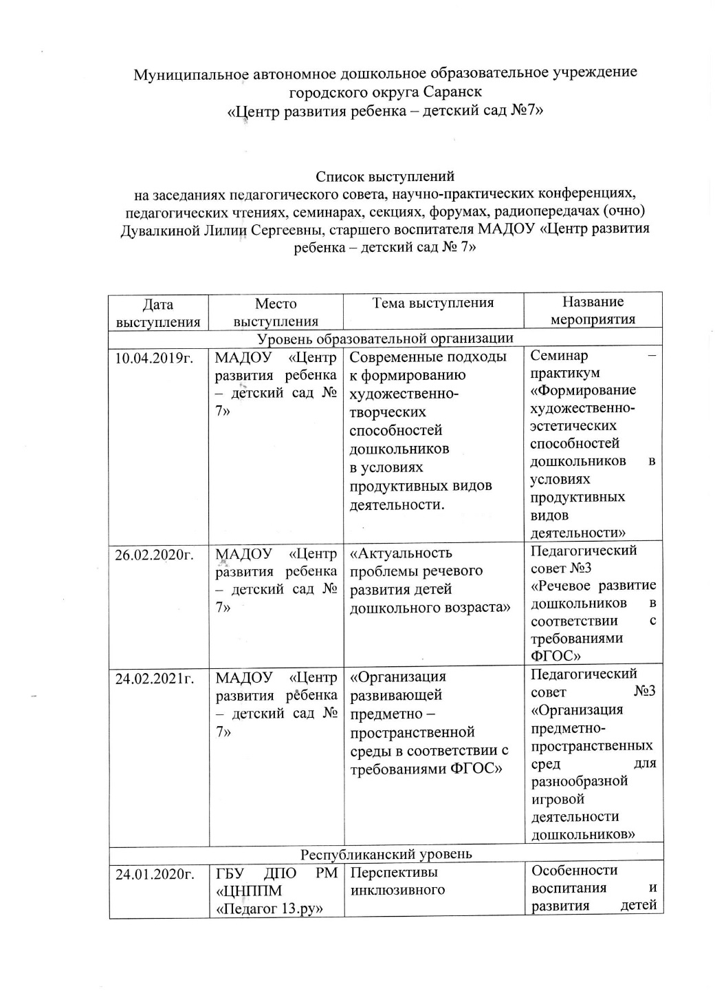 Муниципальное автономное дошкольное образовательное учреждение
городского округа Саранск
«Центр развития ребенка – детский сад №7»
Список выступлений
на заседаниях педагогического совета, научно-практических конференциях,
педагогических чтениях, семинарах, секциях, форумах, радиопередачах (очно)
Дувалкиной Лилии Сергеевны, старшего воспитателя МАДОУ «Центр развития
ребенка – детский сад № 7»
Дата
выступления
Место
выступления
Тема выступления
Название
мероприятия
Уровень образовательной организации
10.04.2019г.
МАДОУ «Центр
развития ребенка
– детский сад №
7»
Современные подходы
к формированию
художественно-
творческих
способностей
дошкольников
в условиях
продуктивных видов
деятельности.
Семинар –
практикум
«Формирование
художественно-
эстетических
способностей
дошкольников в
условиях
продуктивных
видов
деятельности»
26.02.2020г.
МАДОУ «Центр
развития ребенка
– детский сад №
7»
«Актуальность
проблемы речевого
развития детей
дошкольного возраста»
Педагогический
совет №3
«Речевое развитие
дошкольников в
соответствии с
требованиями
ФГОС»
24.02.2021г.
МАДОУ «Центр
развития ребенка
– детский сад №
7»
«Организация
развивающей
предметно –
пространственной
среды в соответствии с
требованиями ФГОС»
Педагогический
совет №3
«Организация
предметно-
пространственных
сред для
разнообразной
игровой
деятельности
дошкольников»
Республиканский уровень
24.01.2020г.
ГБУ ДПО РМ
«ЦНППМ
«Педагог 13.ру»
Перспективы
инклюзивного
Особенности
воспитания и
развития детей